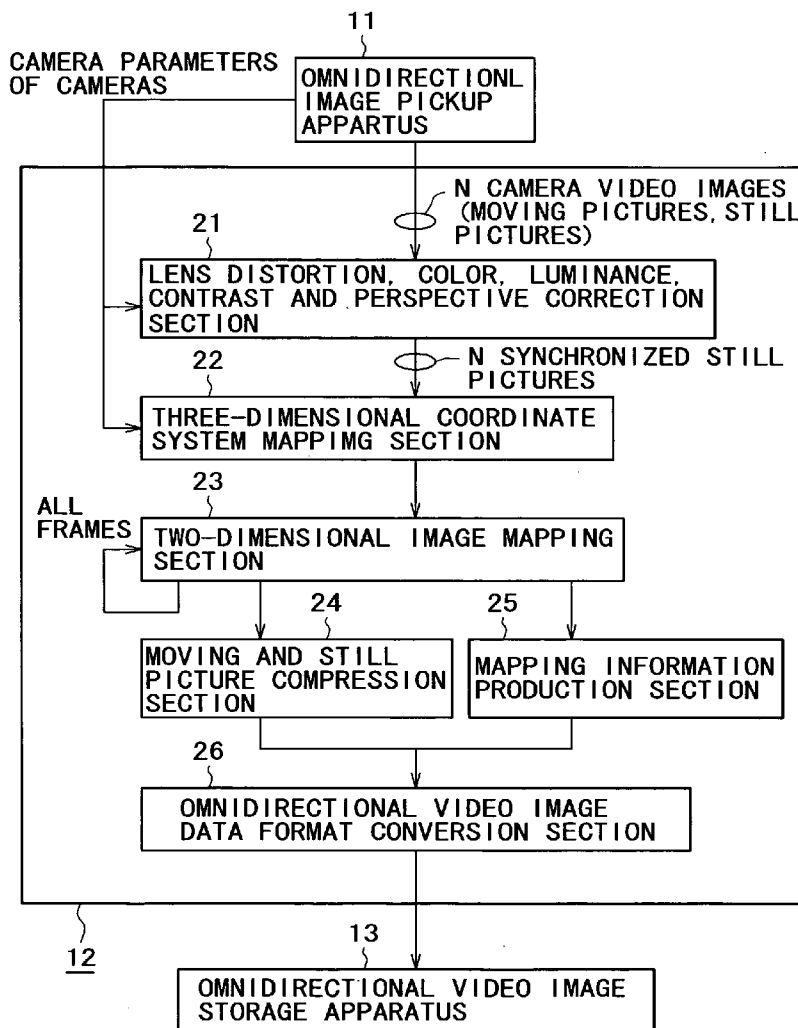 11
CAMERA PARAMETERS
OF CAMERAS
OMNIDIRECTIONL
IMAGE PICKUP
APPARTUS
N CAMERA VIDEO IMAGES
(MOVING PICTURES, STILL
PICTURES)
21
LENS DISTORTION, COLOR, LUMINANCE,
CONTRAST AND PERSPECTIVE CORRECTION
SECTION
N SYNCHRONIZED STILL
PICTURES
22
THREE-DIMENSIONAL COORDINATE
SYSTEM MAPPIMG SECTION
23
ALL
FRAMES
TWO-DIMENSIONAL IMAGE MAPPING
SECTION
24
25
MOVING AND STILL
PICTURE COMPRESSION
SECTION
MAPPING INFORMATION
PRODUCTION SECTION
26
OMNIDIRECTIONAL VIDEO IMAGE
DATA FORMAT CONVERSION SECTION
12
13
OMNIDIRECTIONAL VIDEO IMAGE
STORAGE APPARATUS